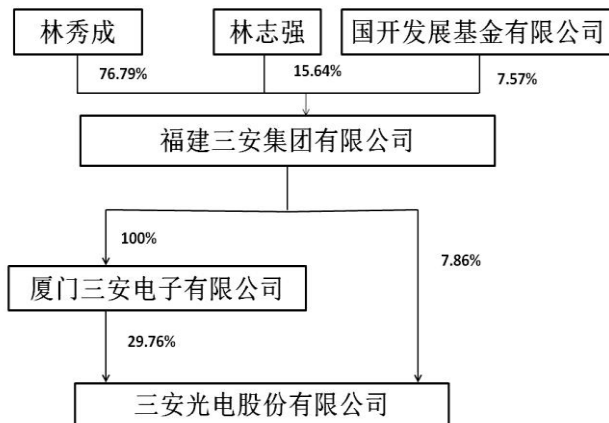 林秀成
林志强
国开发展基金有限公司
76.79%
15.64%
7.57%
福建三安集团有限公司
100%
7.86%
厦门三安电子有限公司
29.76%
三安光电股份有限公司